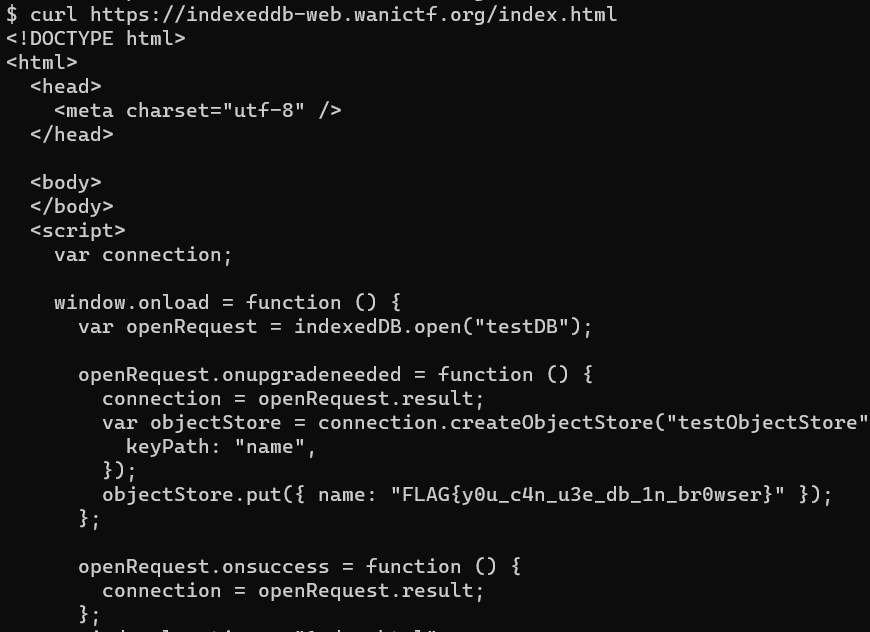 $ curl https://indexeddb-web.wanictf.org/index.html
<!DOCTYPE html>
<html>
  <head>
    <meta charset="utf-8" />
  </head>

  <body>
  </body>
  <script>
    var connection;

    window.onload = function () {
      var openRequest = indexedDB.open("testDB");

      openRequest.onupgradeneeded = function () {
        connection = openRequest.result;
        var objectStore = connection.createObjectStore("testObjectStore"
          keyPath: "name",
        });
        objectStore.put({ name: "FLAG{y0u_c4n_u3e_db_1n_br0wser}" });
      };

      openRequest.onsuccess = function () {
        connection = openRequest.result;
      };